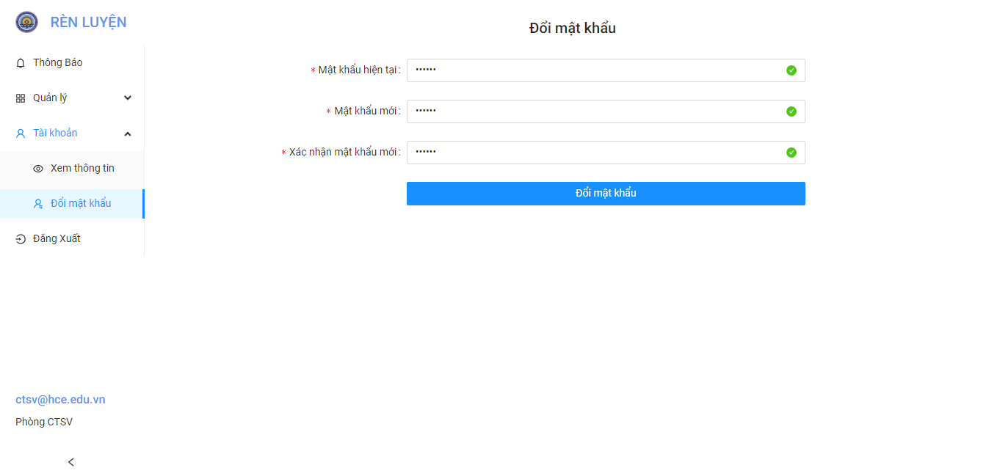 RÈN LUYỆN
Thông Báo
Quản lý
Tài khoản
Xem thông tin
Đổi mật khẩu
Đăng Xuất
ctsv@hce.edu.vn
Phòng CTSV
Đổi mật khẩu
* Mật khẩu hiện tại : ••••••
* Mật khẩu mới : ••••••
* Xác nhận mật khẩu mới : ••••••
Đổi mật khẩu